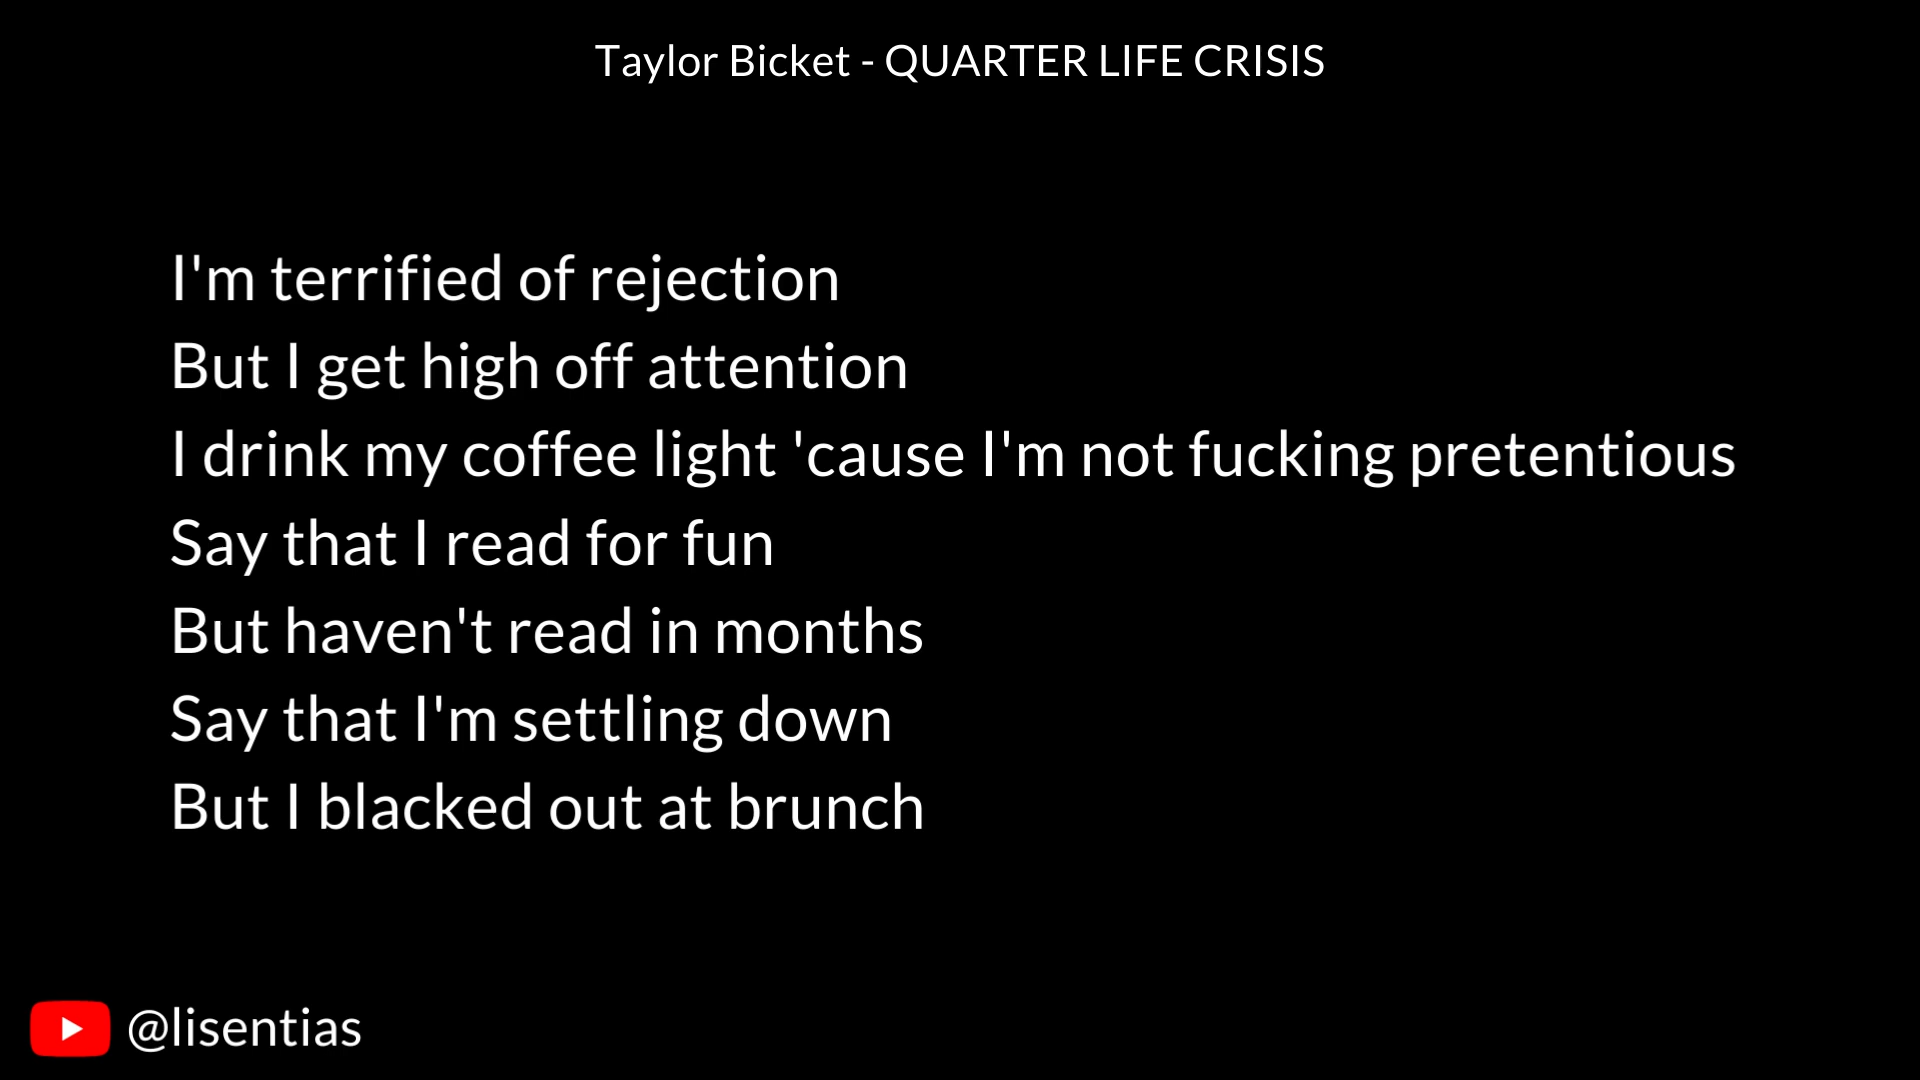 Taylor Bicket - QUARTER LIFE CRISIS
I'm terrified of rejection
But I get high off attention
I drink my coffee light 'cause I'm not fucking pretentious
Say that I read for fun
But haven't read in months
Say that I'm settling down
But I blacked out at brunch
@lisentias